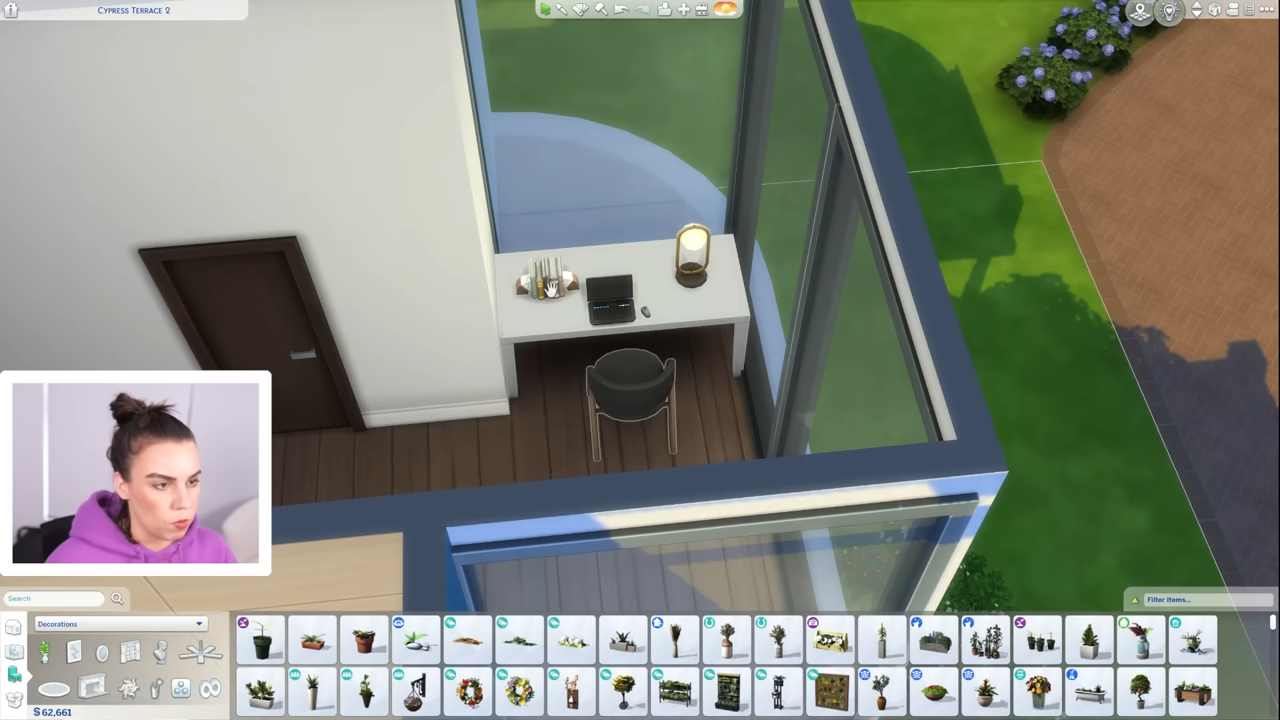 CYPRESS TERRACE 2
Search
Filter Items...
Decorations
§62,661